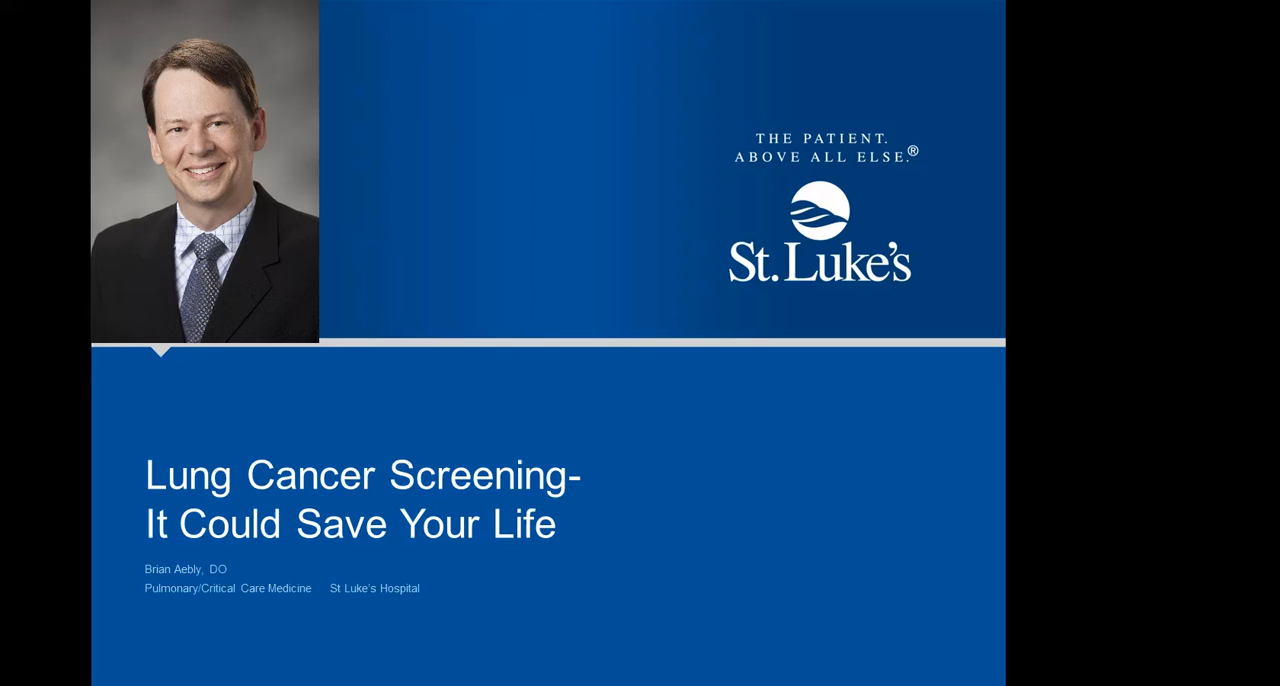 THE PATIENT.
ABOVE ALL ELSE.®
St. Luke's
Lung Cancer Screening-
It Could Save Your Life
Brian Aebly, DO
Pulmonary/Critical Care Medicine St Luke's Hospital